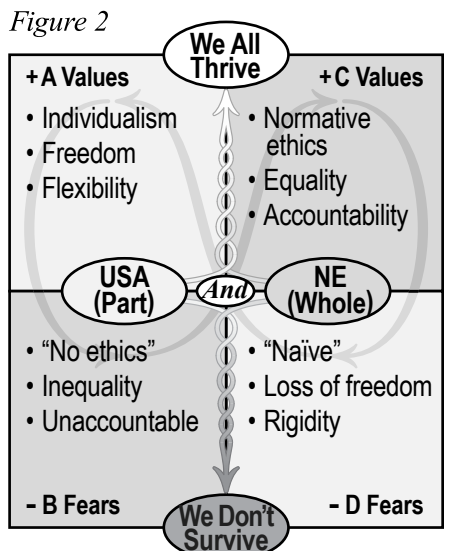 Figure 2
We All
Thrive
+A Values
• Individualism
• Freedom
• Flexibility
+C Values
• Normative
ethics
• Equality
• Accountability
USA
(Part)
And
NE
(Whole)
• “No ethics”
• Inequality
• Unaccountable
– B Fears
• “Naïve”
• Loss of freedom
• Rigidity
– D Fears
We Don't
Survive